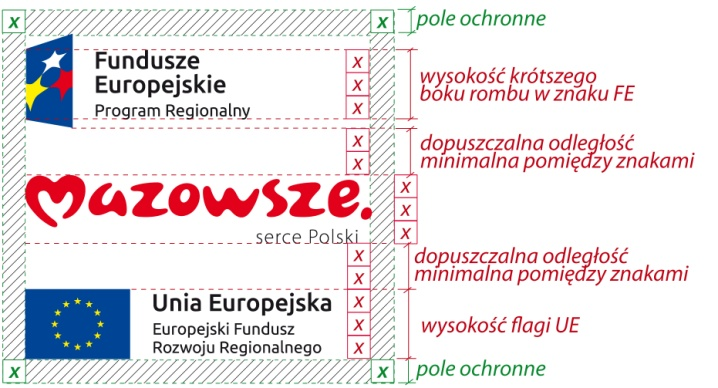 x
x
pole ochronne
Fundusze
Europejskie
Program Regionalny
x
x
x
wysokość krótszego
boku rombu w znaku FE
x
x
dopuszczalna odległość
minimalna pomiędzy znakami
mazowsze.
serce Polski
x
x
x
x
x
dopuszczalna odległość
minimalna pomiędzy znakami
Unia Europejska
Europejski Fundusz
Rozwoju Regionalnego
x
x
x
wysokość flagi UE
x
x
pole ochronne